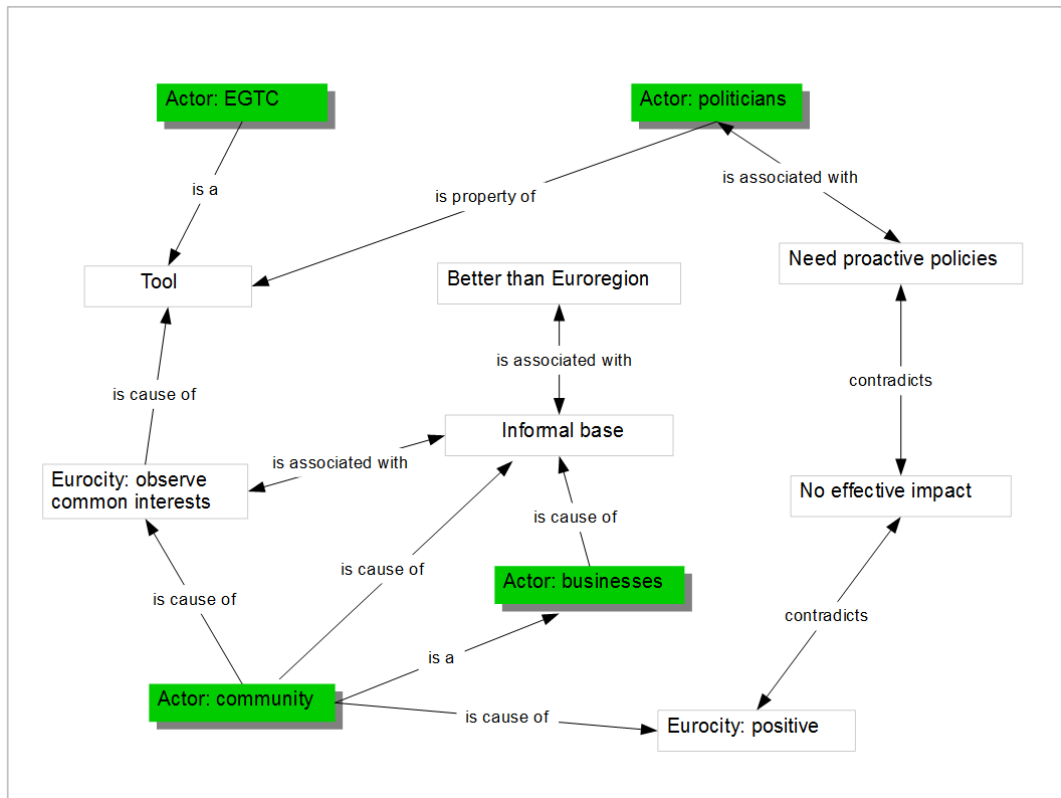 Actor: EGTC
Actor: politicians
is associated with
is a
is property of
Need proactive policies
Tool
Better than Euroregion
is associated with
contradicts
is cause of
Informal base
is associated with
Eurocity: observe
common interests
No effective impact
is cause of
is cause of
Actor: businesses
is cause of
contradicts
is a
Actor: community
is cause of
Eurocity: positive